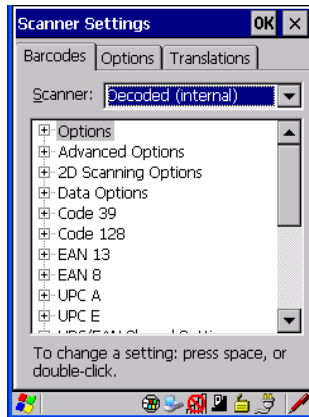 Scanner Settings OK ×
Barcodes Options Translations
Scanner: Decoded (internal)
Options
Advanced Options
2D Scanning Options
Data Options
Code 39
Code 128
EAN 13
EAN 8
UPC A
UPC E
To change a setting: press space, or
double-click.